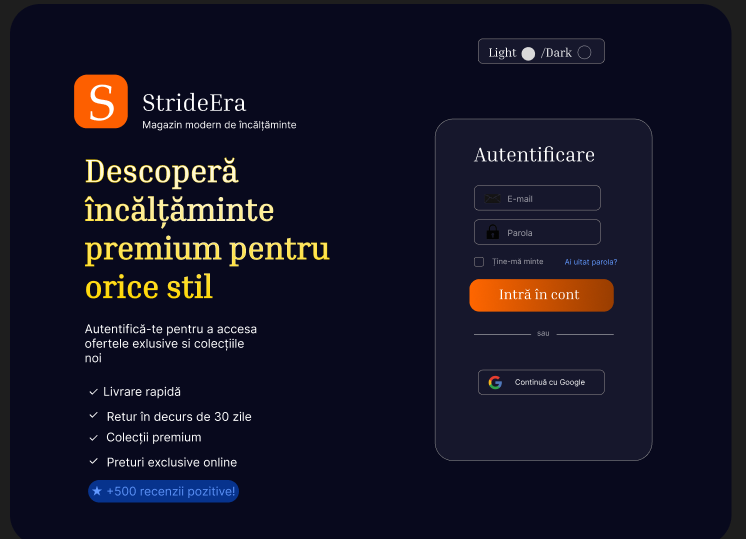 Light /Dark
S
StrideEra
Magazin modern de încălțăminte
Descoperă
încălțăminte
premium pentru
orice stil
Autentifică-te pentru a accesa
ofertele exlusive si colecțiile
noi
Livrare rapidă
Retur în decurs de 30 zile
Colecții premium
Preturi exclusive online
★ +500 recenzii pozitive!
Autentificare
E-mail
Parola
Ține-mă minte
Ai uitat parola?
Intră în cont
sau
Continuă cu Google